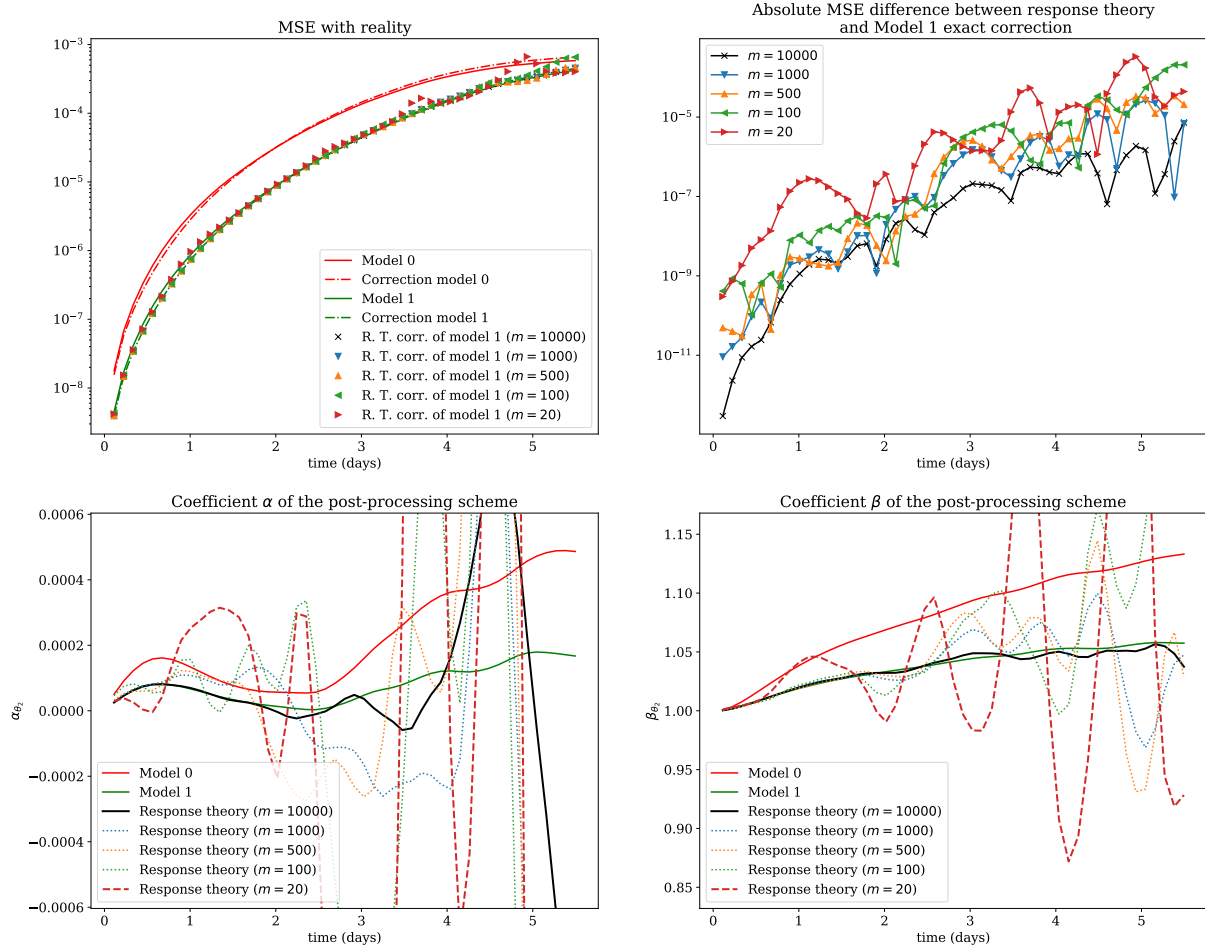 MSE with reality
10⁻³
10⁻⁴
10⁻⁵
10⁻⁶
10⁻⁷
10⁻⁸
Model 0
Correction model 0
Model 1
Correction model 1
R. T. corr. of model 1 (m = 10000)
R. T. corr. of model 1 (m = 1000)
R. T. corr. of model 1 (m = 500)
R. T. corr. of model 1 (m = 100)
R. T. corr. of model 1 (m = 20)
0 1 2 3 4 5
time (days)
Absolute MSE difference between response theory
and Model 1 exact correction
m = 10000
m = 1000
m = 500
m = 100
m = 20
10⁻⁵
10⁻⁷
10⁻⁹
10⁻¹¹
0 1 2 3 4 5
time (days)
Coefficient α of the post-processing scheme
0.0006
0.0004
0.0002
0.0000
−0.0002
−0.0004
−0.0006
α_θ₂
Model 0
Model 1
Response theory (m = 10000)
Response theory (m = 1000)
Response theory (m = 500)
Response theory (m = 100)
Response theory (m = 20)
0 1 2 3 4 5
time (days)
Coefficient β of the post-processing scheme
1.15
1.10
1.05
1.00
0.95
0.90
0.85
β_θ₂
Model 0
Model 1
Response theory (m = 10000)
Response theory (m = 1000)
Response theory (m = 500)
Response theory (m = 100)
Response theory (m = 20)
0 1 2 3 4 5
time (days)